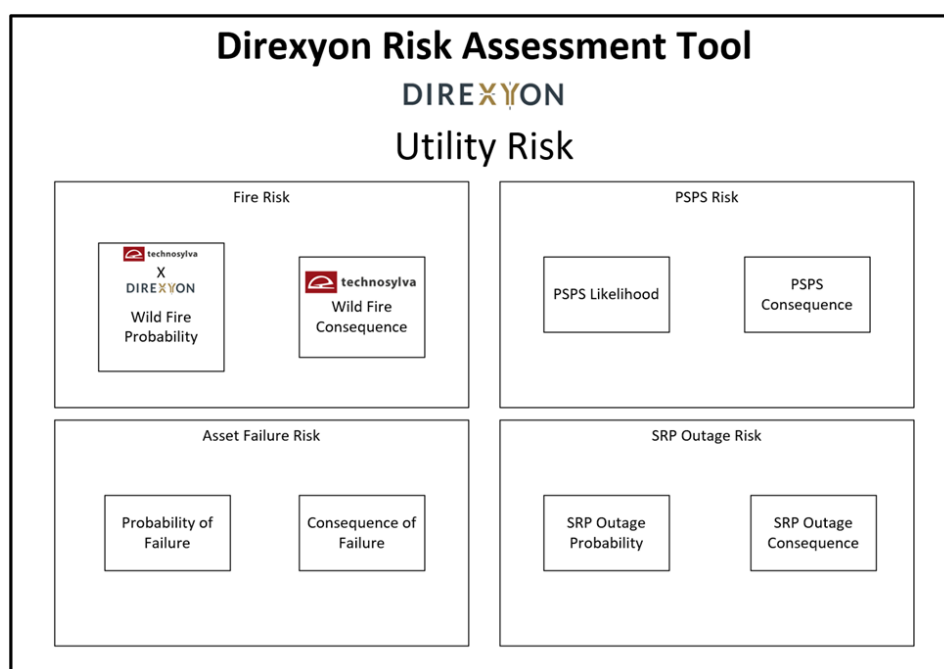 Direxyon Risk Assessment Tool
DIREXYON
Utility Risk
Fire Risk
technosylva
X
DIREXYON
Wild Fire
Probability
technosylva
Wild Fire
Consequence
PSPS Risk
PSPS Likelihood
PSPS
Consequence
Asset Failure Risk
Probability of
Failure
Consequence of
Failure
SRP Outage Risk
SRP Outage
Probability
SRP Outage
Consequence